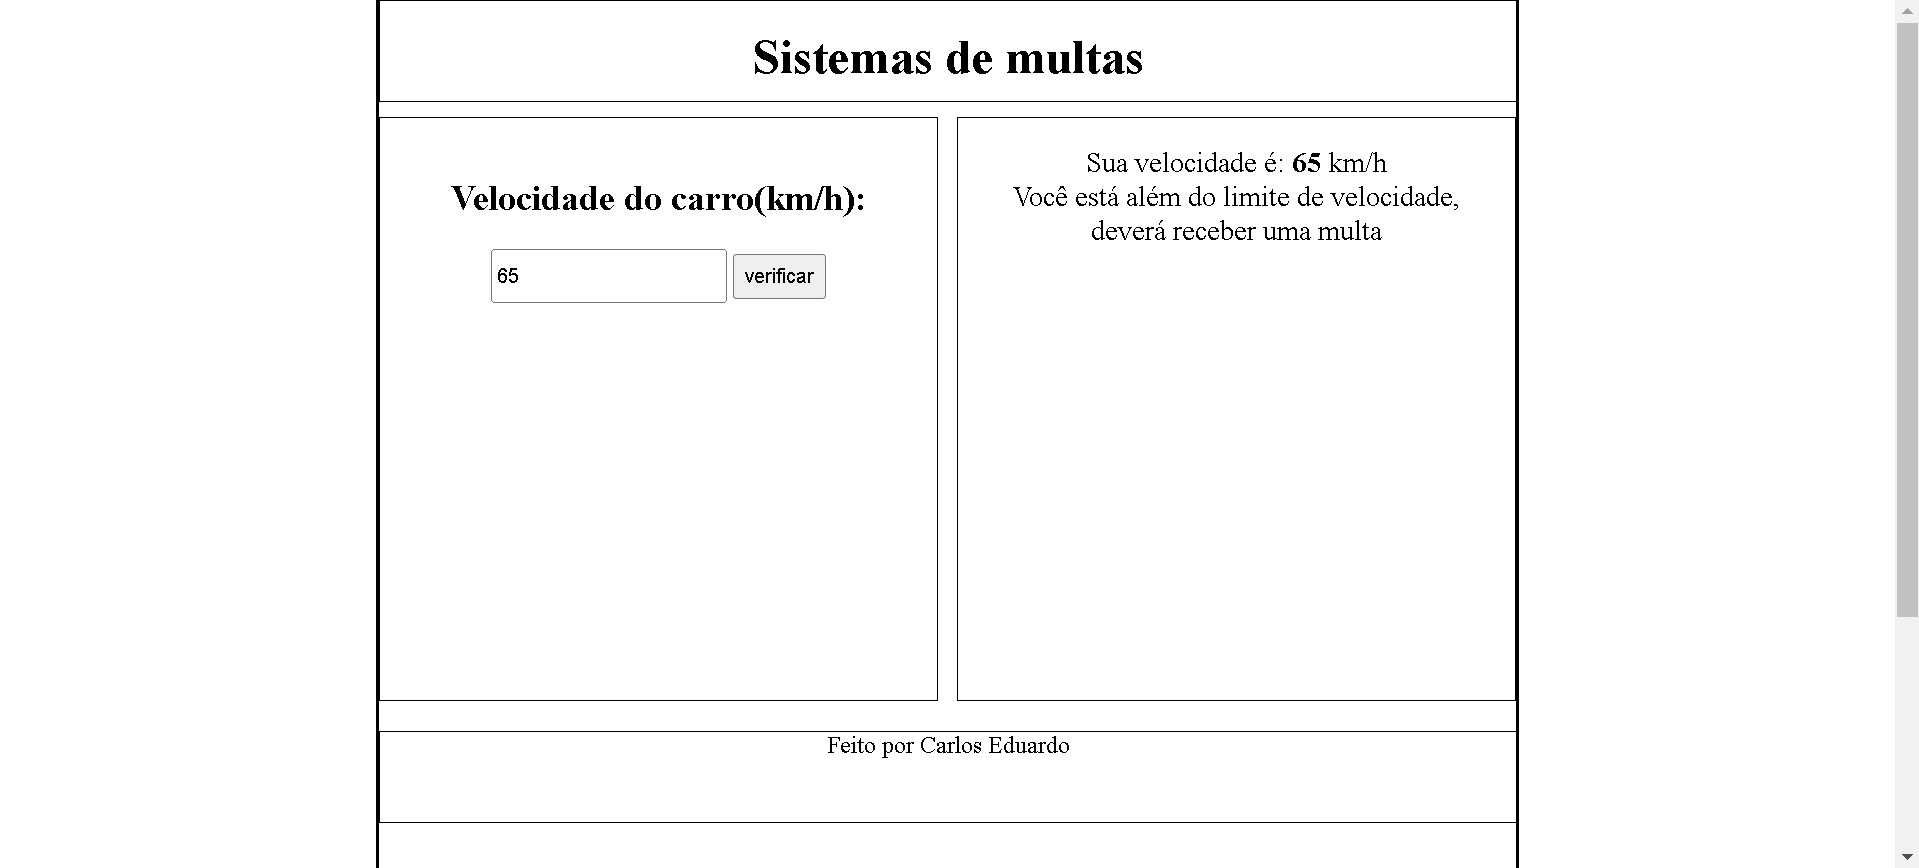 Sistemas de multas
Velocidade do carro(km/h):
65
verificar
Sua velocidade é: 65 km/h
Você está além do limite de velocidade,
deverá receber uma multa
Feito por Carlos Eduardo